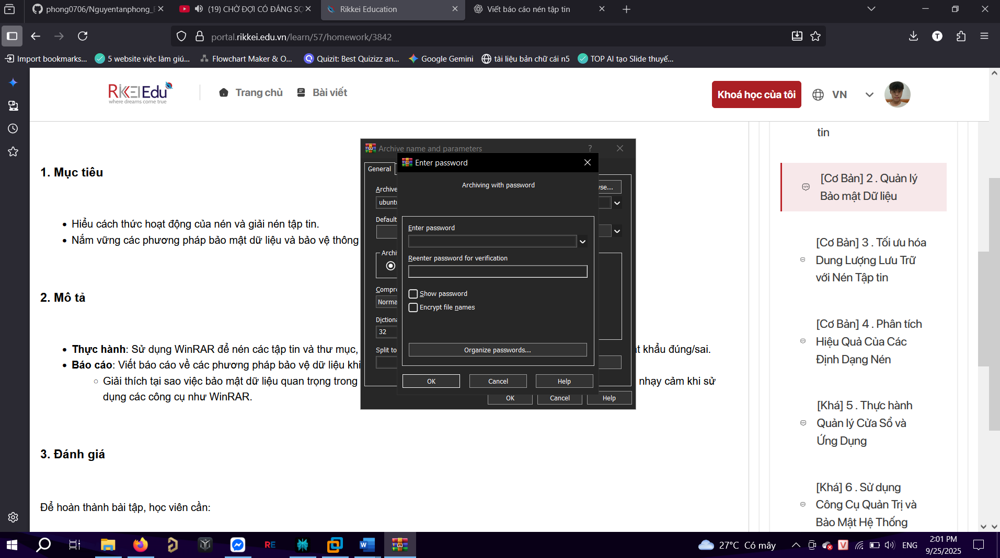 phong0706/Nguyentanphong_
(19) CHỜ ĐỢI CÓ ĐÁNG SỢ
Rikkei Education
Viết báo cáo nén tập tin
portal.rikkei.edu.vn/learn/57/homework/3842
T
Import bookmarks...
5 website việc làm giú...
Flowchart Maker & O...
Quizit: Best Quizizz an...
Google Gemini
tài liệu bản chữ cái n5
TOP AI tạo Slide thuyế...
RIKKEI Edu
where dreams come true
Trang chủ
Bài viết
Khoá học của tôi
VN
1. Mục tiêu
Hiểu cách thức hoạt động của nén và giải nén tập tin.
Nắm vững các phương pháp bảo mật dữ liệu và bảo vệ thông
2. Mô tả
Thực hành: Sử dụng WinRAR để nén các tập tin và thư mục,
t khẩu đúng/sai.
Báo cáo: Viết báo cáo về các phương pháp bảo vệ dữ liệu khi
Giải thích tại sao việc bảo mật dữ liệu quan trọng trong
nhạy cảm khi sử
dụng các công cụ như WinRAR.
3. Đánh giá
Để hoàn thành bài tập, học viên cần:
Archive name and parameters
?
General
Archive
wse...
ubuntu
Default
Archi
Compre
Norma
Dictiona
32
Split to
OK
Cancel
Help
Enter password
Archiving with password
Enter password
Reenter password for verification
Show password
Encrypt file names
Organize passwords...
OK
Cancel
Help
tin
[Cơ Bản] 2 . Quản lý
Bảo mật Dữ liệu
[Cơ Bản] 3 . Tối ưu hóa
Dung Lượng Lưu Trữ
với Nén Tập tin
[Cơ Bản] 4 . Phân tích
Hiệu Quả Của Các
Định Dạng Nén
[Khá] 5 . Thực hành
Quản lý Cửa Sổ và
Ứng Dụng
[Khá] 6 . Sử dụng
Công Cụ Quản Trị và
Bảo Mật Hệ Thống
RE
W
27°C Có mây
V
ENG
2:01 PM
9/25/2025